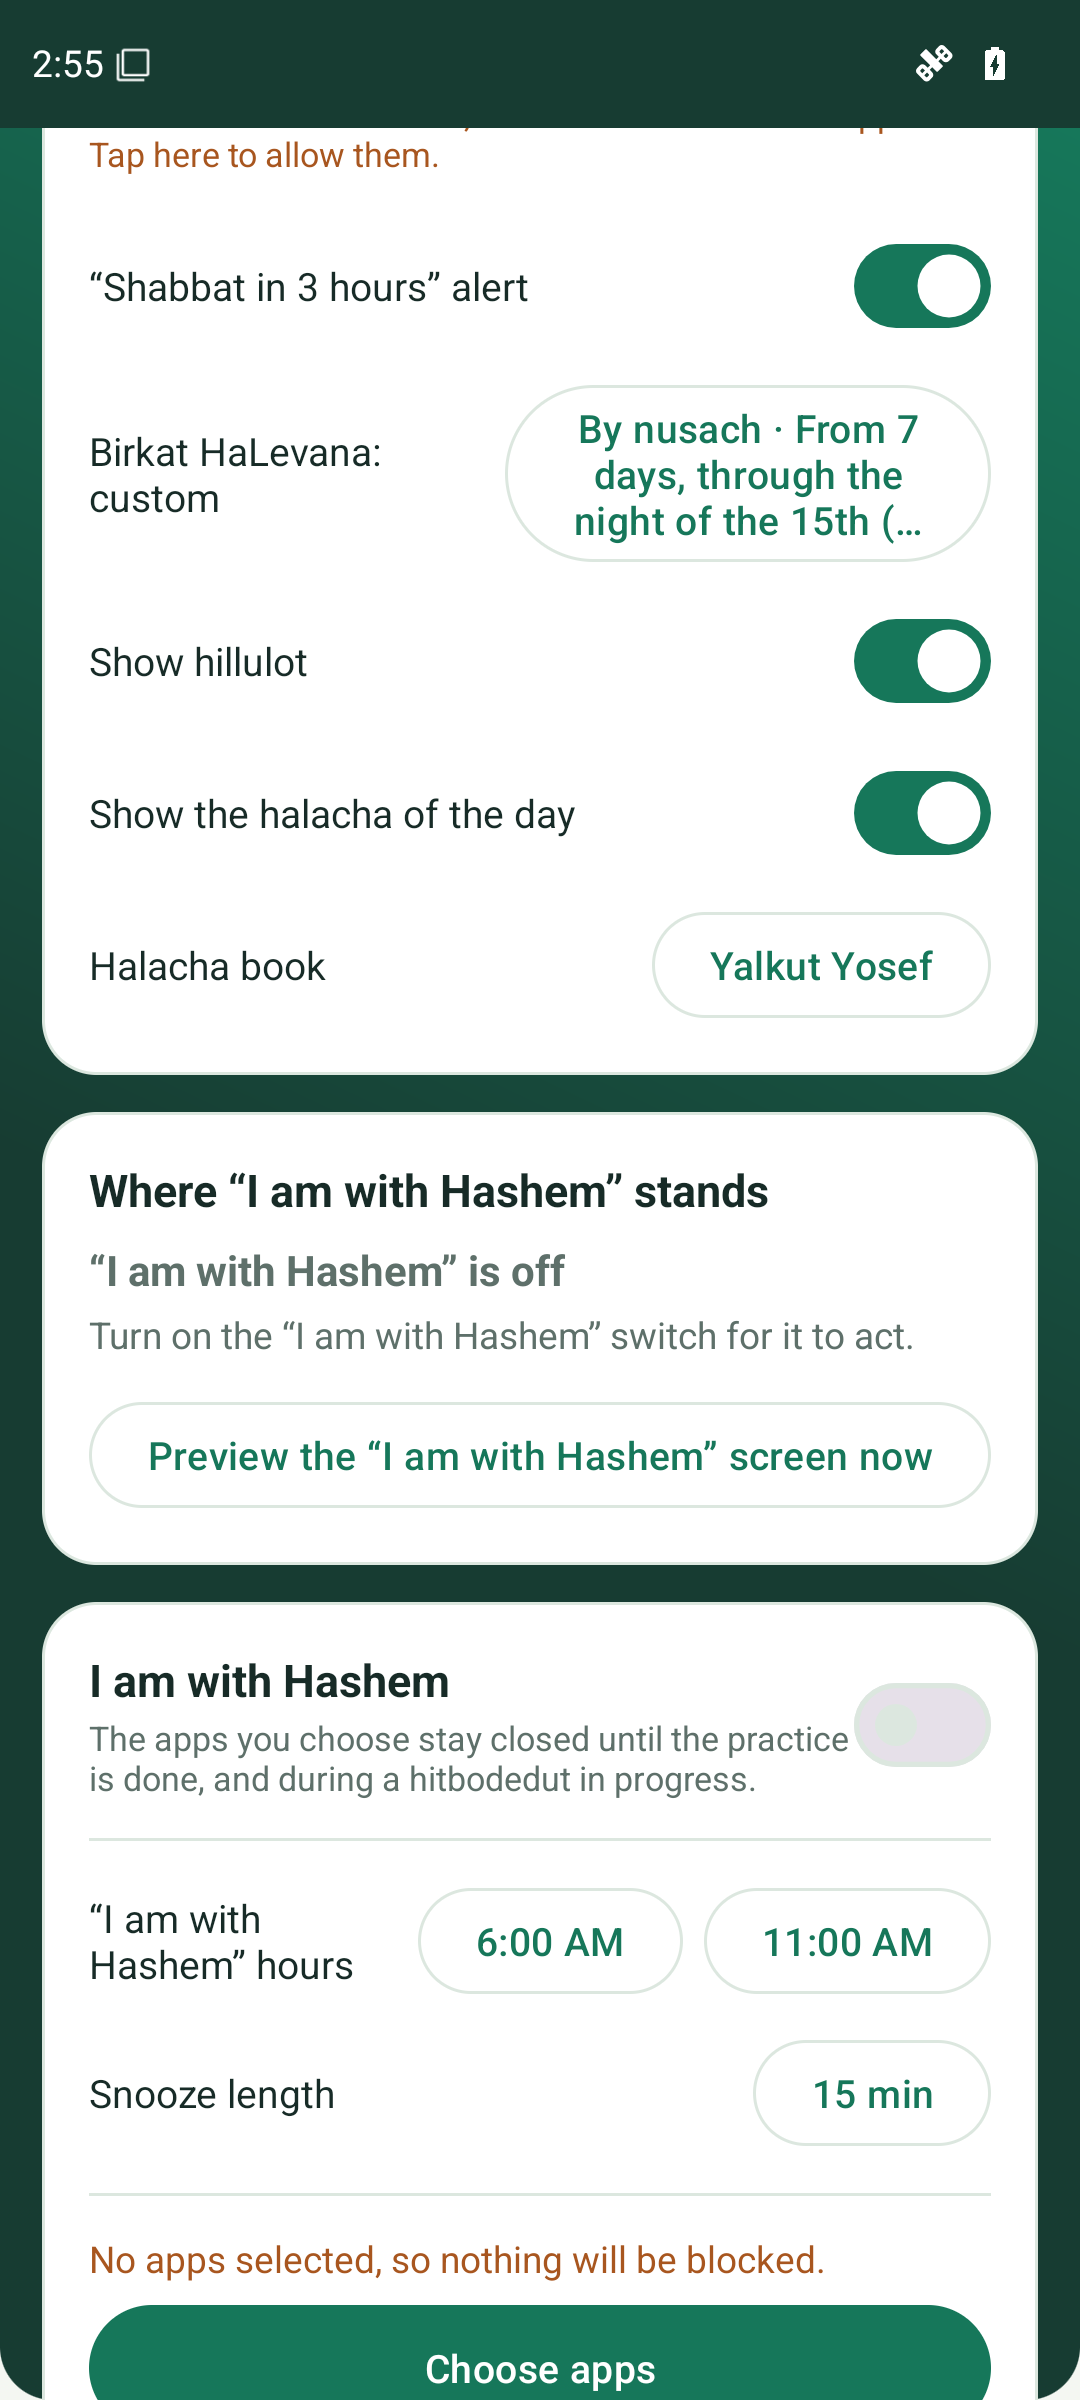 2:55
Tap here to allow them.
“Shabbat in 3 hours” alert
Birkat HaLevana:
custom
By nusach · From 7
days, through the
night of the 15th (…
Show hillulot
Show the halacha of the day
Halacha book
Yalkut Yosef
Where “I am with Hashem” stands
“I am with Hashem” is off
Turn on the “I am with Hashem” switch for it to act.
Preview the “I am with Hashem” screen now
I am with Hashem
The apps you choose stay closed until the practice
is done, and during a hitbodedut in progress.
“I am with
Hashem” hours
6:00 AM
11:00 AM
Snooze length
15 min
No apps selected, so nothing will be blocked.
Choose apps